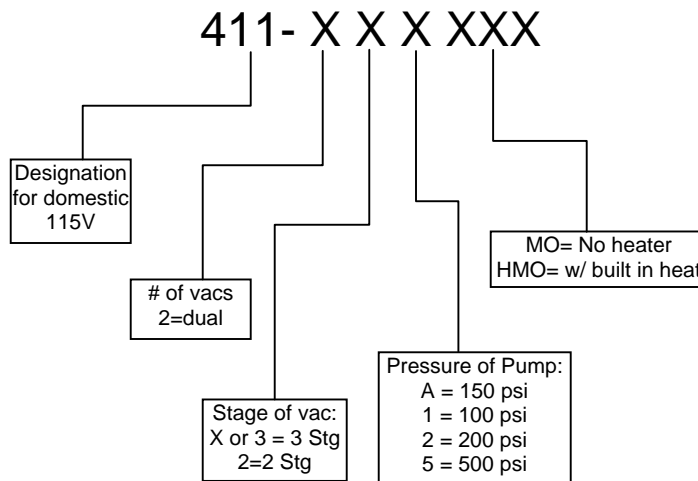 411- X X X XXX
Designation
for domestic
115V
# of vacs
2=dual
Stage of vac:
X or 3 = 3 Stg
2=2 Stg
Pressure of Pump:
A = 150 psi
1 = 100 psi
2 = 200 psi
5 = 500 psi
MO= No heater
HMO= w/ built in heat